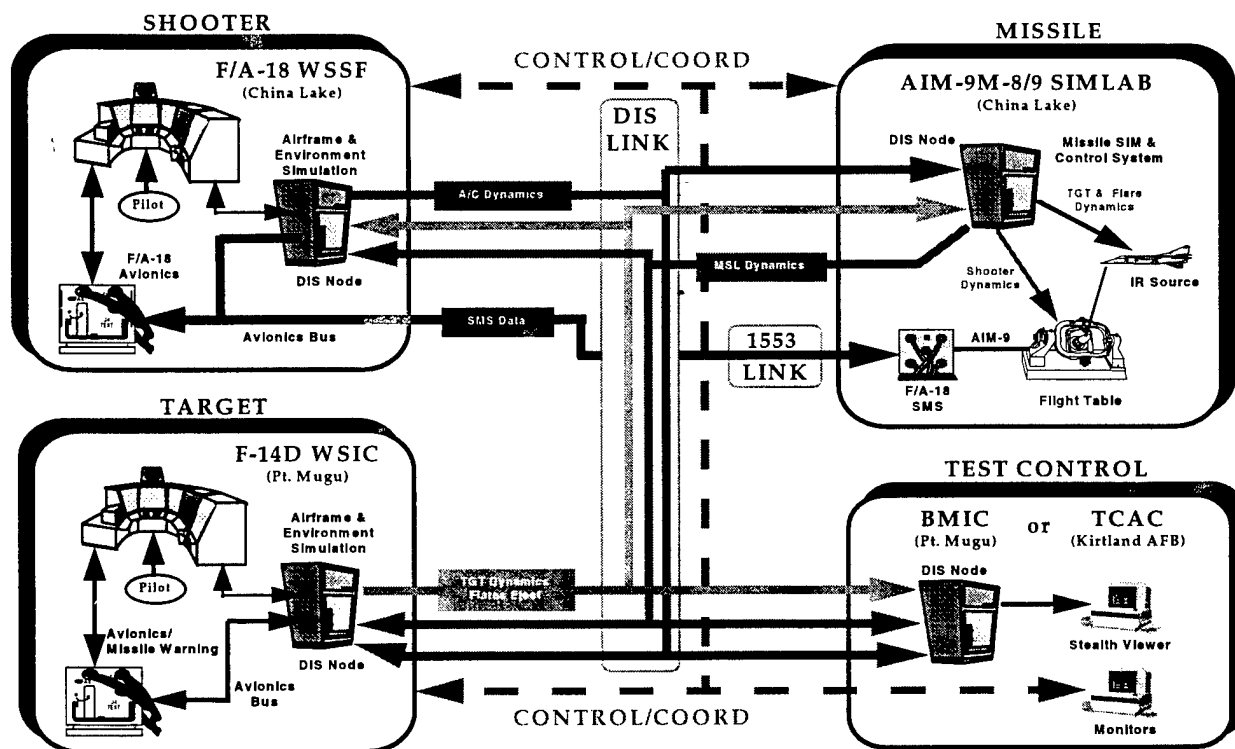 SHOOTER
F/A-18 WSSF
(China Lake)
Airframe &
Environment
Simulation
Pilot
F/A-18
Avionics
DIS Node
Avionics Bus
CONTROL/COORD
DIS
LINK
A/C Dynamics
MSL Dynamics
SMS Data
1553
LINK
MISSILE
AIM-9M-8/9 SIMLAB
(China Lake)
DIS Node
Missile SIM &
Control System
TGT & Flare
Dynamics
Shooter
Dynamics
IR Source
AIM-9
F/A-18
SMS
Flight Table
TARGET
F-14D WSIC
(Pt. Mugu)
Airframe &
Environment
Simulation
Pilot
Avionics/
Missile Warning
DIS Node
Avionics
Bus
TGT Dynamics
CONTROL/COORD
TEST CONTROL
BMIC or TCAC
(Pt. Mugu) (Kirtland AFB)
DIS Node
Stealth Viewer
Monitors